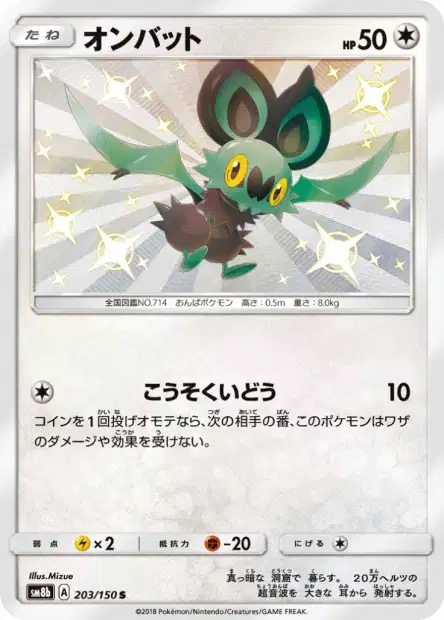 たね オンバット HP50
全国図鑑NO.714 おんぱポケモン 高さ:0.5m 重さ:8.0kg
こうそくいどう 10
コインを1回投げオモテなら、次の相手の番、このポケモンはワザ
のダメージや効果を受けない。
弱点 ×2 抵抗力 -20 にげる
Illus.Mizue
sm8b A 203/150 S
真っ暗な 洞窟で 暮らす。 20万ヘルツの
超音波を 大きな 耳から 発射する。
©2018 Pokémon/Nintendo/Creatures/GAME FREAK.